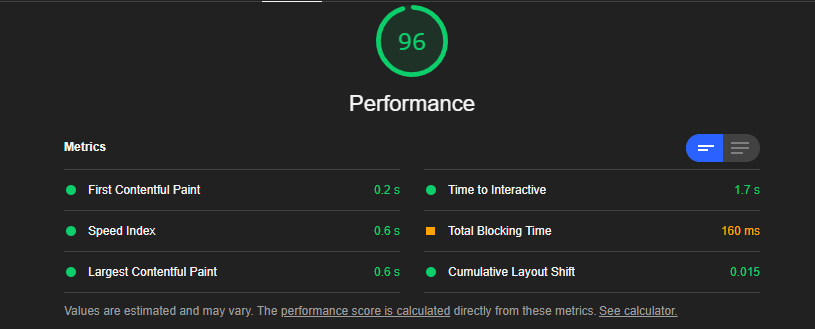 96
Performance
Metrics
First Contentful Paint 0.2 s
Time to Interactive 1.7 s
Speed Index 0.6 s
Total Blocking Time 160 ms
Largest Contentful Paint 0.6 s
Cumulative Layout Shift 0.015
Values are estimated and may vary. The performance score is calculated directly from these metrics. See calculator.